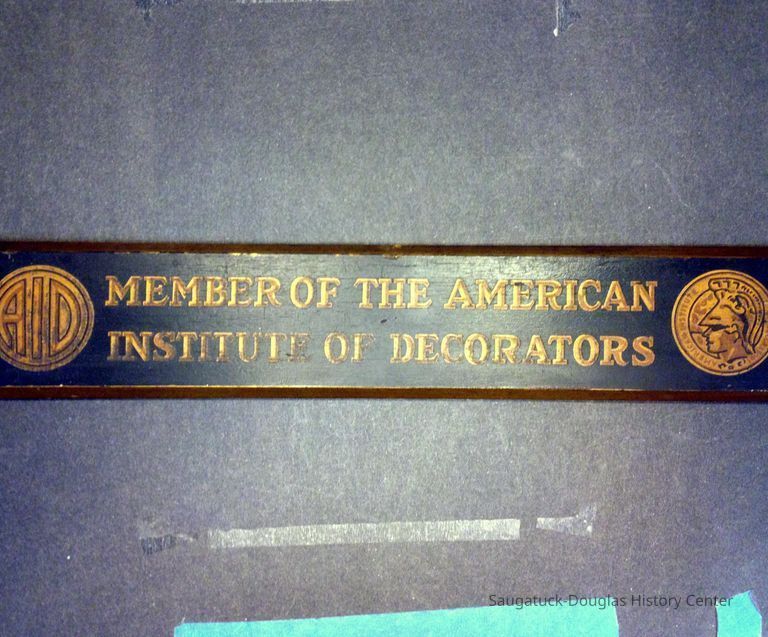 AID
MEMBER OF THE AMERICAN
INSTITUTE OF DECORATORS
Saugatuck-Douglas History Center